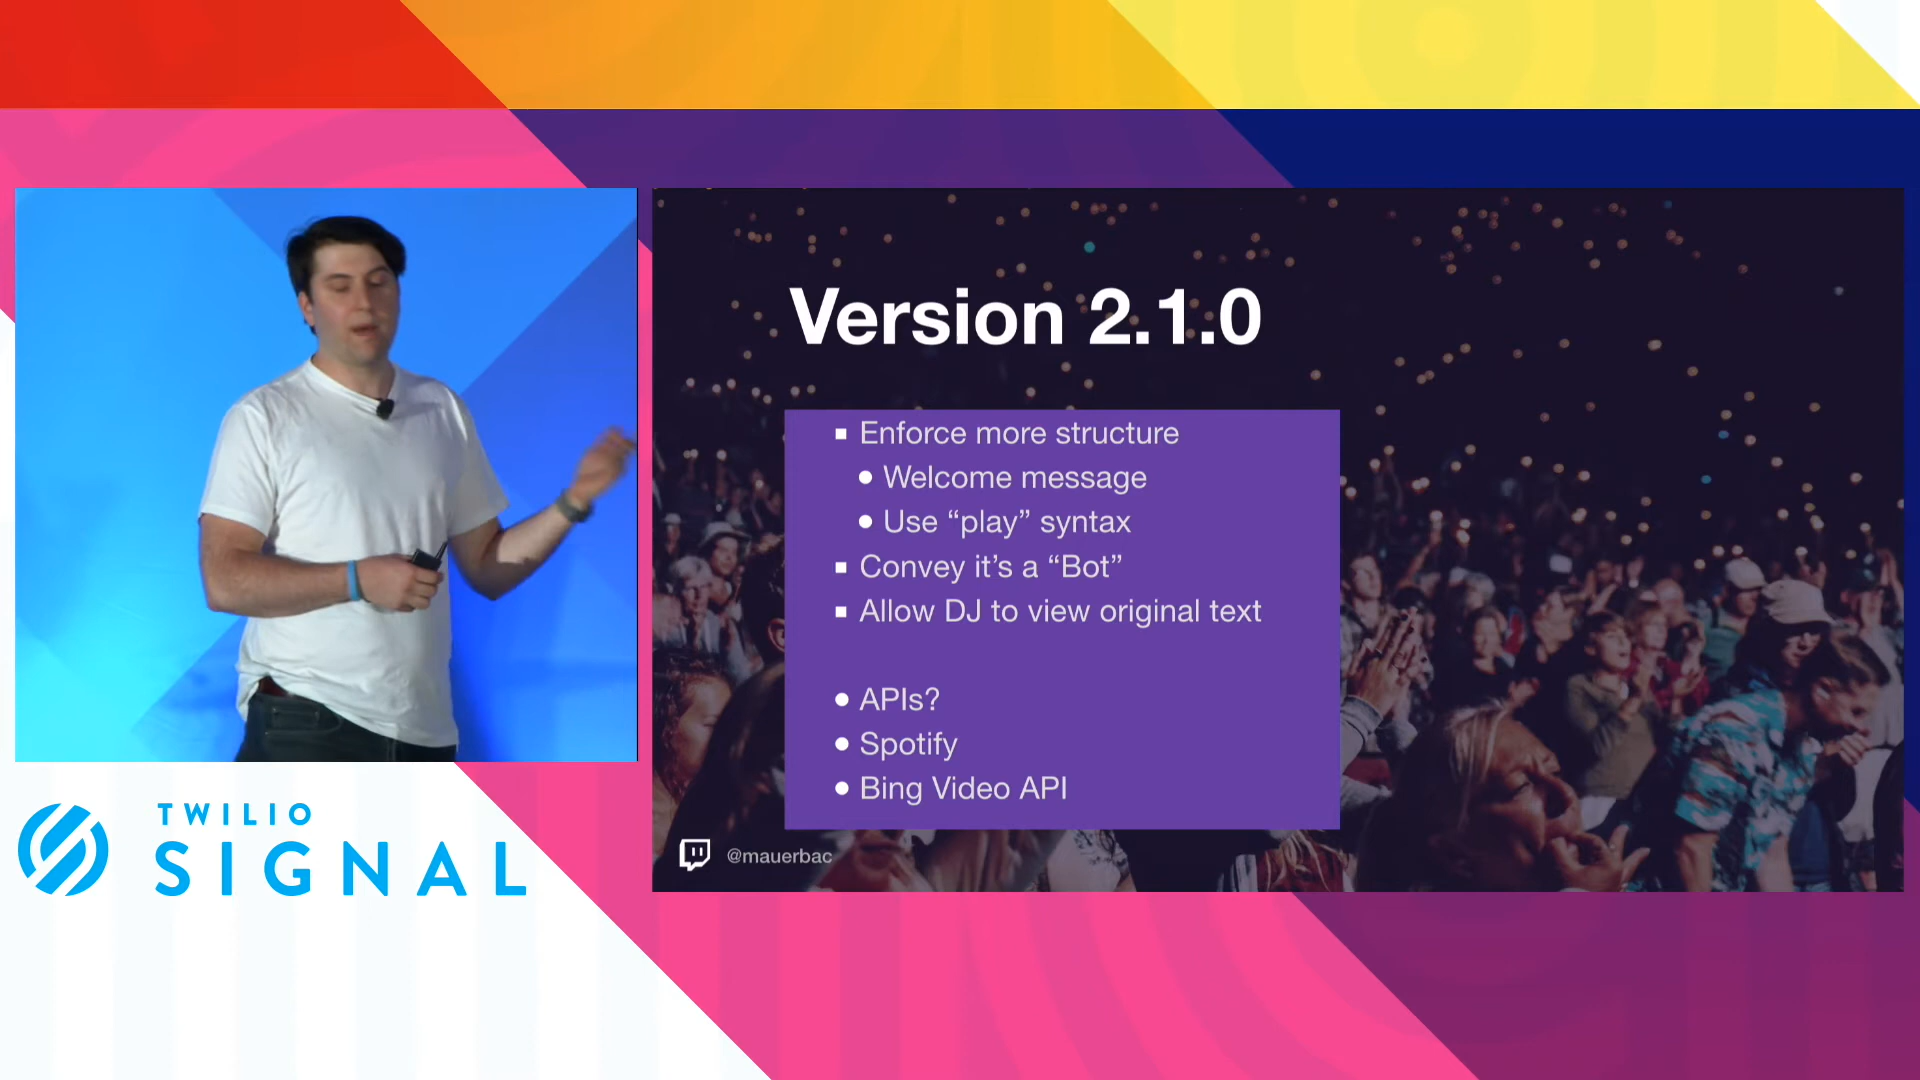 Version 2.1.0
Enforce more structure
Welcome message
Use “play” syntax
Convey it’s a “Bot”
Allow DJ to view original text
APIs?
Spotify
Bing Video API
@mauerbac
TWILIO
SIGNAL